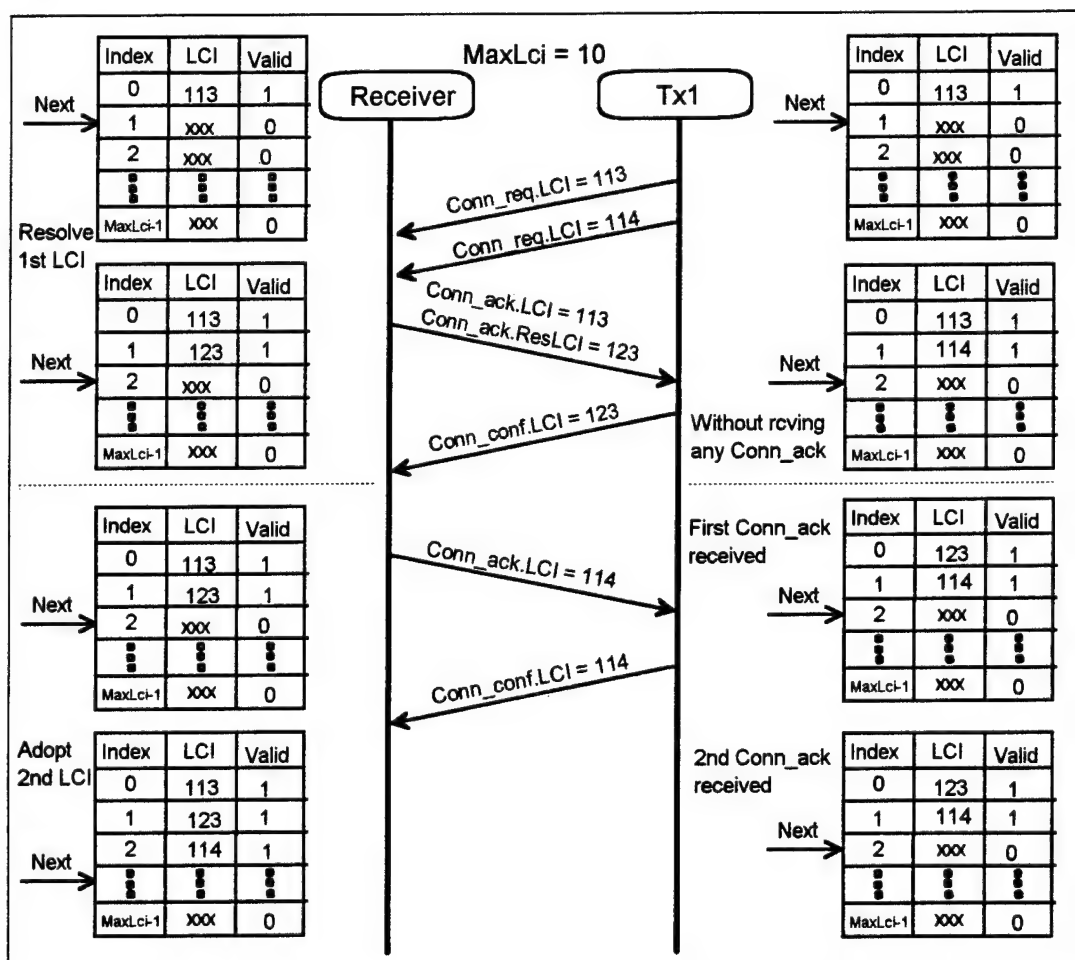 MaxLci = 10
Receiver
Tx1
Index LCI Valid
0 113 1
Next
1 xxx 0
2 xxx 0
MaxLci-1 xxx 0
Resolve
1st LCI
Index LCI Valid
0 113 1
1 123 1
Next
2 xxx 0
MaxLci-1 xxx 0
Index LCI Valid
0 113 1
1 123 1
Next
2 xxx 0
MaxLci-1 xxx 0
Adopt
2nd LCI
Index LCI Valid
0 113 1
1 123 1
2 114 1
Next
MaxLci-1 xxx 0
Conn_req.LCI = 113
Conn_req.LCI = 114
Conn_ack.LCI = 113
Conn_ack.ResLCI = 123
Conn_conf.LCI = 123
Conn_ack.LCI = 114
Conn_conf.LCI = 114
Index LCI Valid
0 113 1
Next
1 xxx 0
2 xxx 0
MaxLci-1 xxx 0
Index LCI Valid
0 113 1
1 114 1
Next
2 xxx 0
MaxLci-1 xxx 0
Without rcving
any Conn_ack
First Conn_ack
received
Index LCI Valid
0 123 1
1 114 1
Next
2 xxx 0
MaxLci-1 xxx 0
2nd Conn_ack
received
Index LCI Valid
0 123 1
1 114 1
Next
2 xxx 0
MaxLci-1 xxx 0